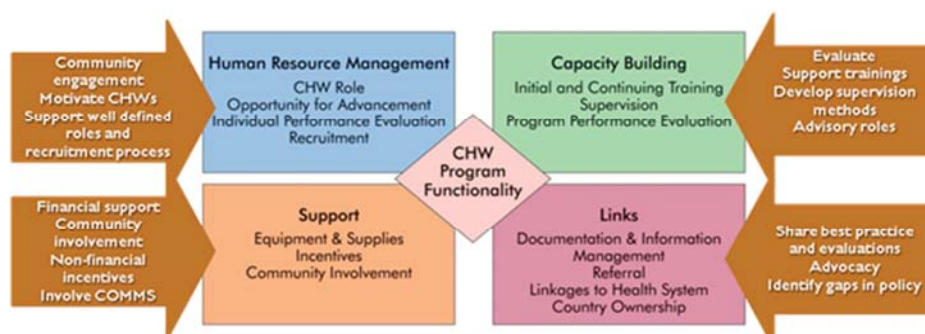 Community
engagement
Motivate CHWs
Support well defined
roles and
recruitment process
Human Resource Management
CHW Role
Opportunity for Advancement
Individual Performance Evaluation
Recruitment
Capacity Building
Initial and Continuing Training
Supervision
Program Performance Evaluation
Evaluate
Support trainings
Develop supervision
methods
Advisory roles
CHW
Program
Functionality
Financial support
Community
involvement
Non-financial
incentives
Involve COMMS
Support
Equipment & Supplies
Incentives
Community Involvement
Links
Documentation & Information
Management
Referral
Linkages to Health System
Country Ownership
Share best practice
and evaluations
Advocacy
Identify gaps in policy